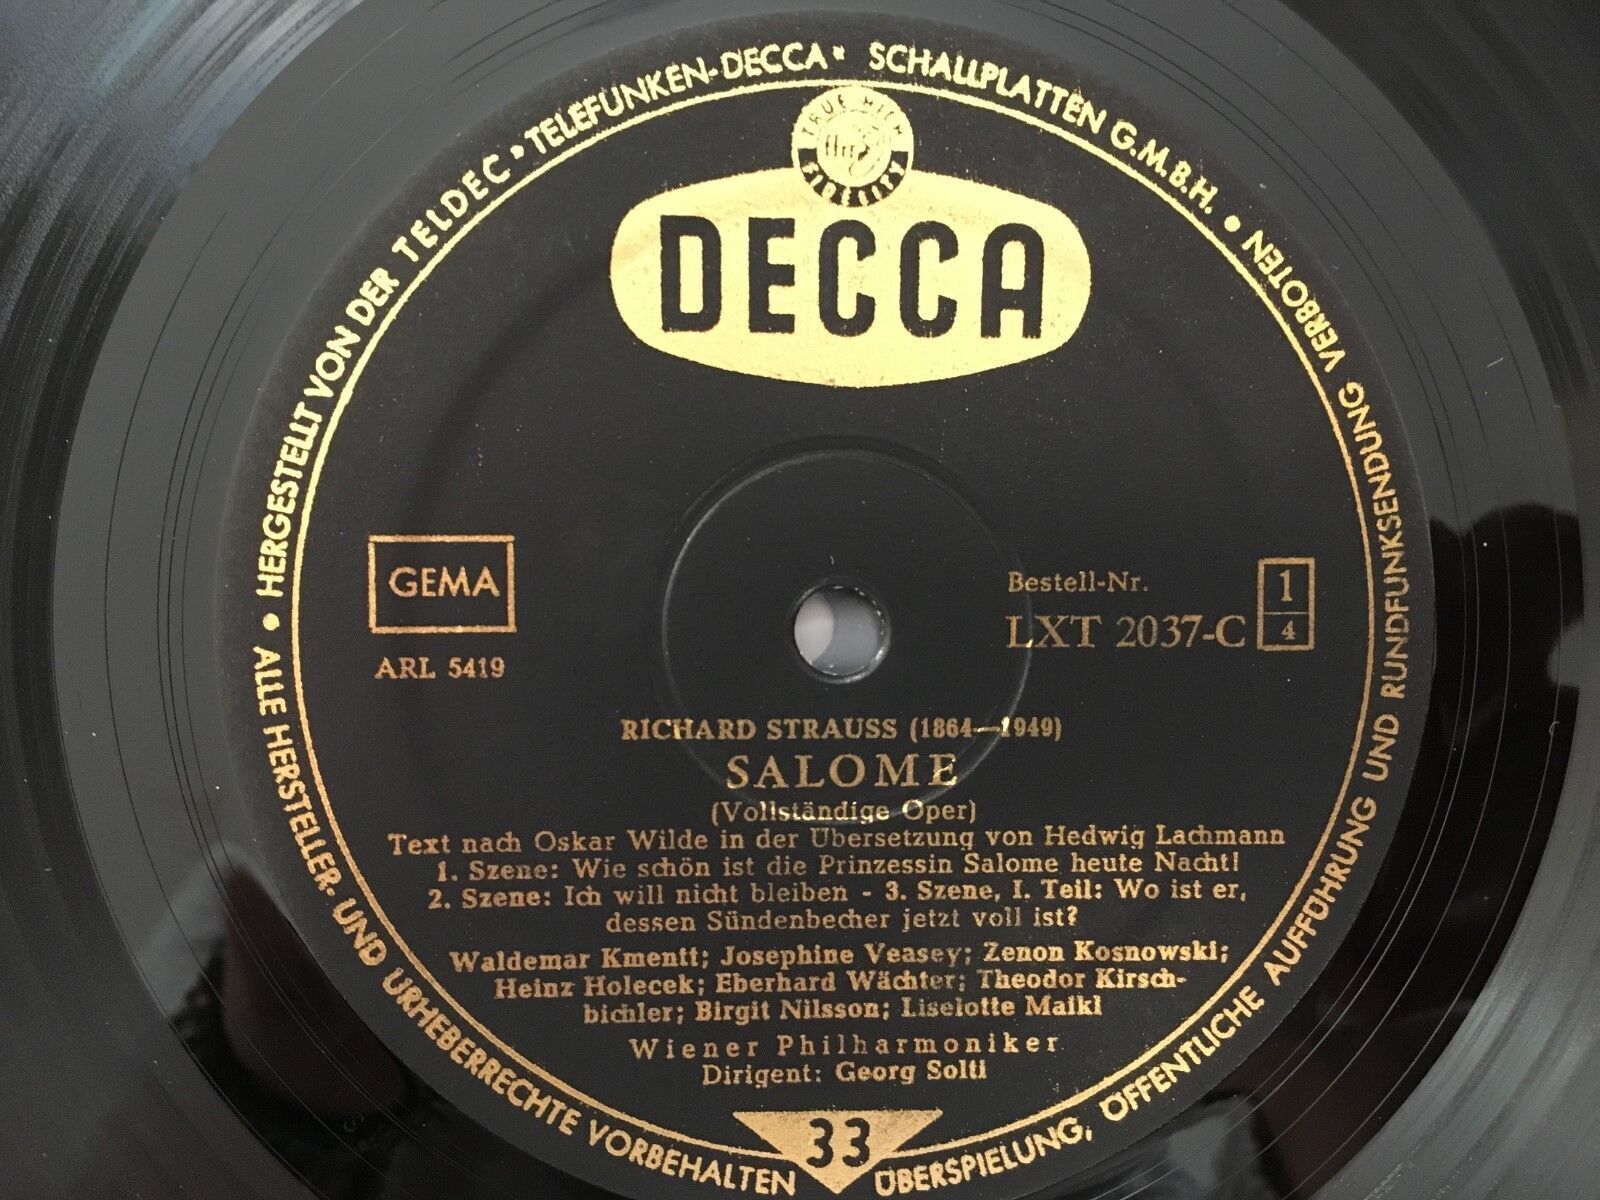 HERGESTELLT VON DER TELDEC • TELEFUNKEN-DECCA • SCHALLPLATTEN G.M.B.H. •
TRUE HIGH
ffrr
FIDELITY
DECCA
GEMA
ARL 5419
Bestell-Nr.
LXT 2037-C
1
4
RICHARD STRAUSS (1864—1949)
SALOME
(Vollständige Oper)
Text nach Oskar Wilde in der Übersetzung von Hedwig Lachmann
1. Szene: Wie schön ist die Prinzessin Salome heute Nacht!
2. Szene: Ich will nicht bleiben - 3. Szene, I. Teil: Wo ist er,
dessen Sündenbecher jetzt voll ist?
Waldemar Kmentt; Josephine Veasey; Zenon Kosnowski;
Heinz Holecek; Eberhard Wächter; Theodor Kirsch-
bichler; Birgit Nilsson; Liselotte Maikl
Wiener Philharmoniker
Dirigent: Georg Solti
33
• ALLE HERSTELLER- UND URHEBERRECHTE VORBEHALTEN
ÜBERSPIELUNG, ÖFFENTLICHE AUFFÜHRUNG UND RUNDFUNKSENDUNG VERBOTEN